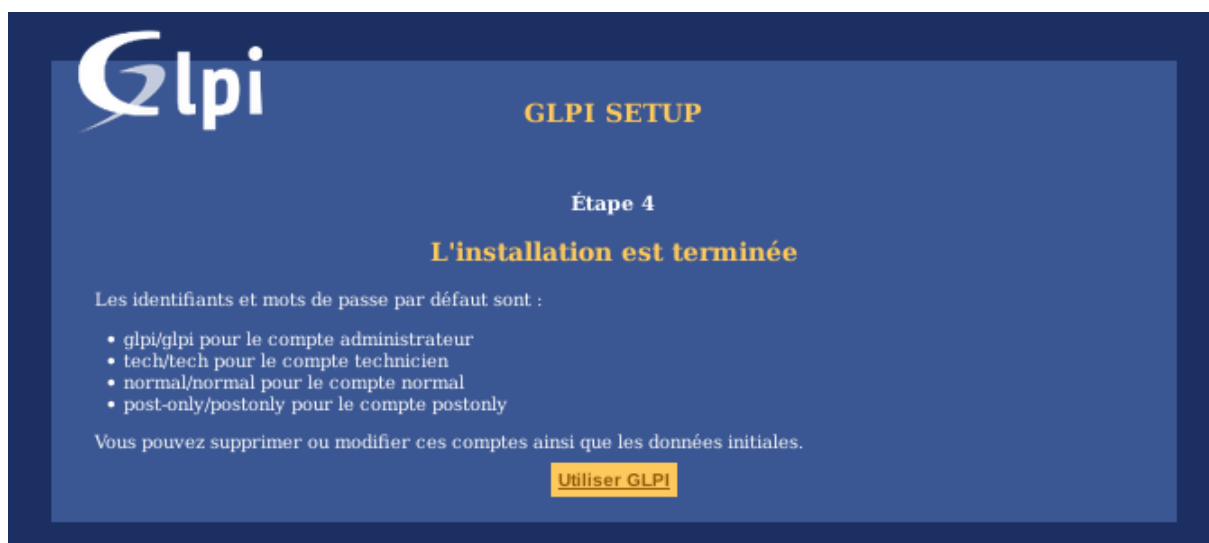 Glpi
GLPI SETUP
Étape 4
L'installation est terminée
Les identifiants et mots de passe par défaut sont :
• glpi/glpi pour le compte administrateur
• tech/tech pour le compte technicien
• normal/normal pour le compte normal
• post-only/postonly pour le compte postonly
Vous pouvez supprimer ou modifier ces comptes ainsi que les données initiales.
Utiliser GLPI